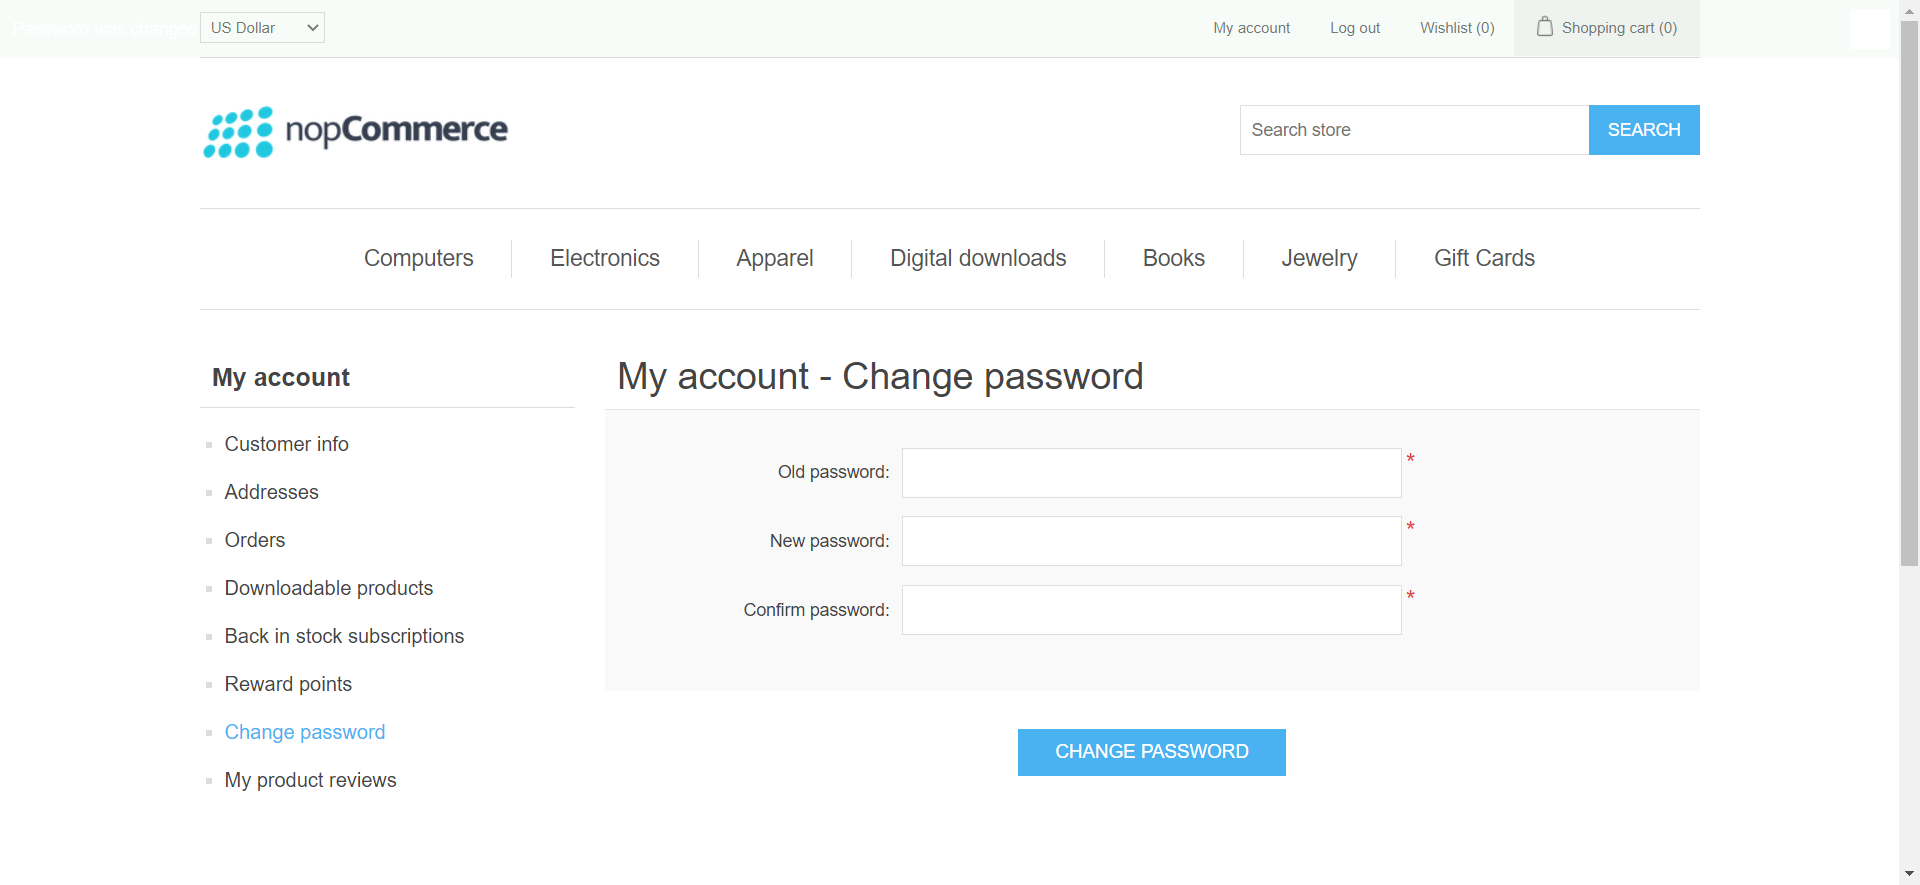 Password was changed
US Dollar
My account
Log out
Wishlist (0)
Shopping cart (0)
nopCommerce
Search store
SEARCH
Computers
Electronics
Apparel
Digital downloads
Books
Jewelry
Gift Cards
My account
Customer info
Addresses
Orders
Downloadable products
Back in stock subscriptions
Reward points
Change password
My product reviews
My account - Change password
Old password: *
New password: *
Confirm password: *
CHANGE PASSWORD